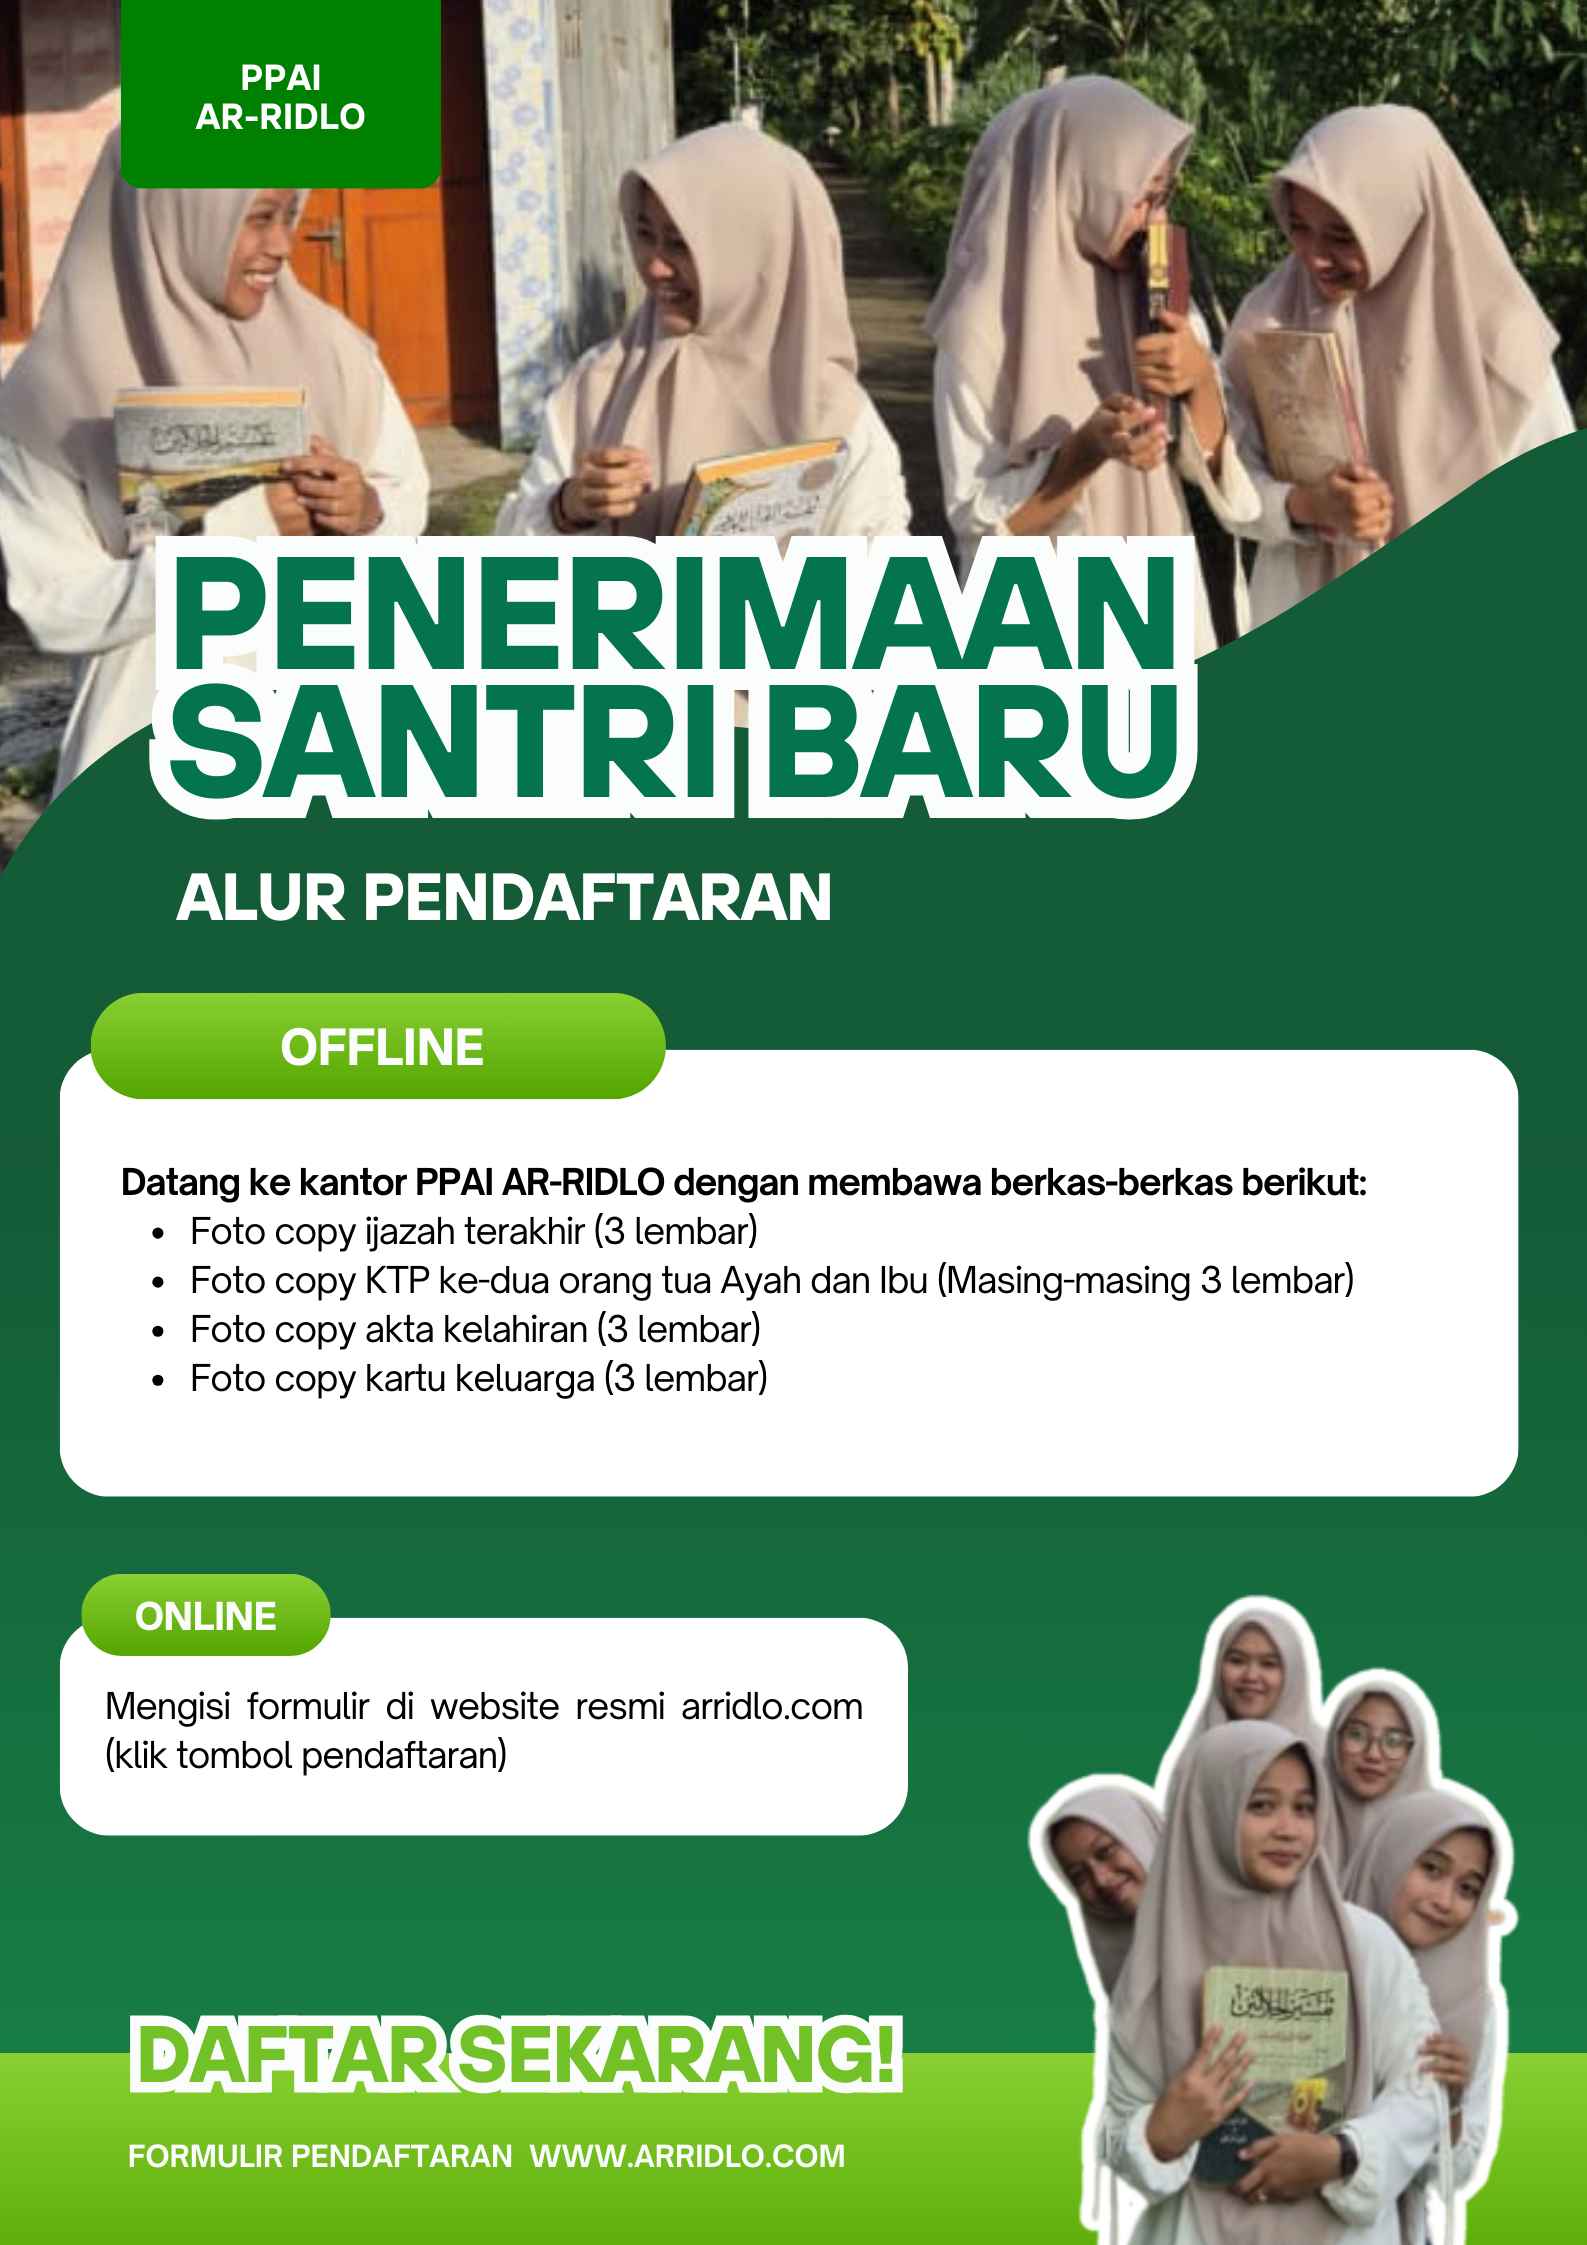 PPAI
AR-RIDLO
PENERIMAAN
SANTRI BARU
ALUR PENDAFTARAN
OFFLINE
Datang ke kantor PPAI AR-RIDLO dengan membawa berkas-berkas berikut:
• Foto copy ijazah terakhir (3 lembar)
• Foto copy KTP ke-dua orang tua Ayah dan Ibu (Masing-masing 3 lembar)
• Foto copy akta kelahiran (3 lembar)
• Foto copy kartu keluarga (3 lembar)
ONLINE
Mengisi formulir di website resmi arridlo.com
(klik tombol pendaftaran)
DAFTAR SEKARANG!
FORMULIR PENDAFTARAN WWW.ARRIDLO.COM